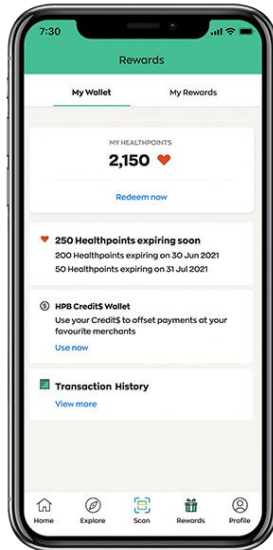 7:30
Rewards
My Wallet My Rewards
MY HEALTHPOINTS
2,150
Redeem now
250 Healthpoints expiring soon
200 Healthpoints expiring on 30 Jun 2021
50 Healthpoints expiring on 31 Jul 2021
HPB Credit$ Wallet
Use your Credit$ to offset payments at your
favourite merchants
Use now
Transaction History
View more
Home Explore Scan Rewards Profile